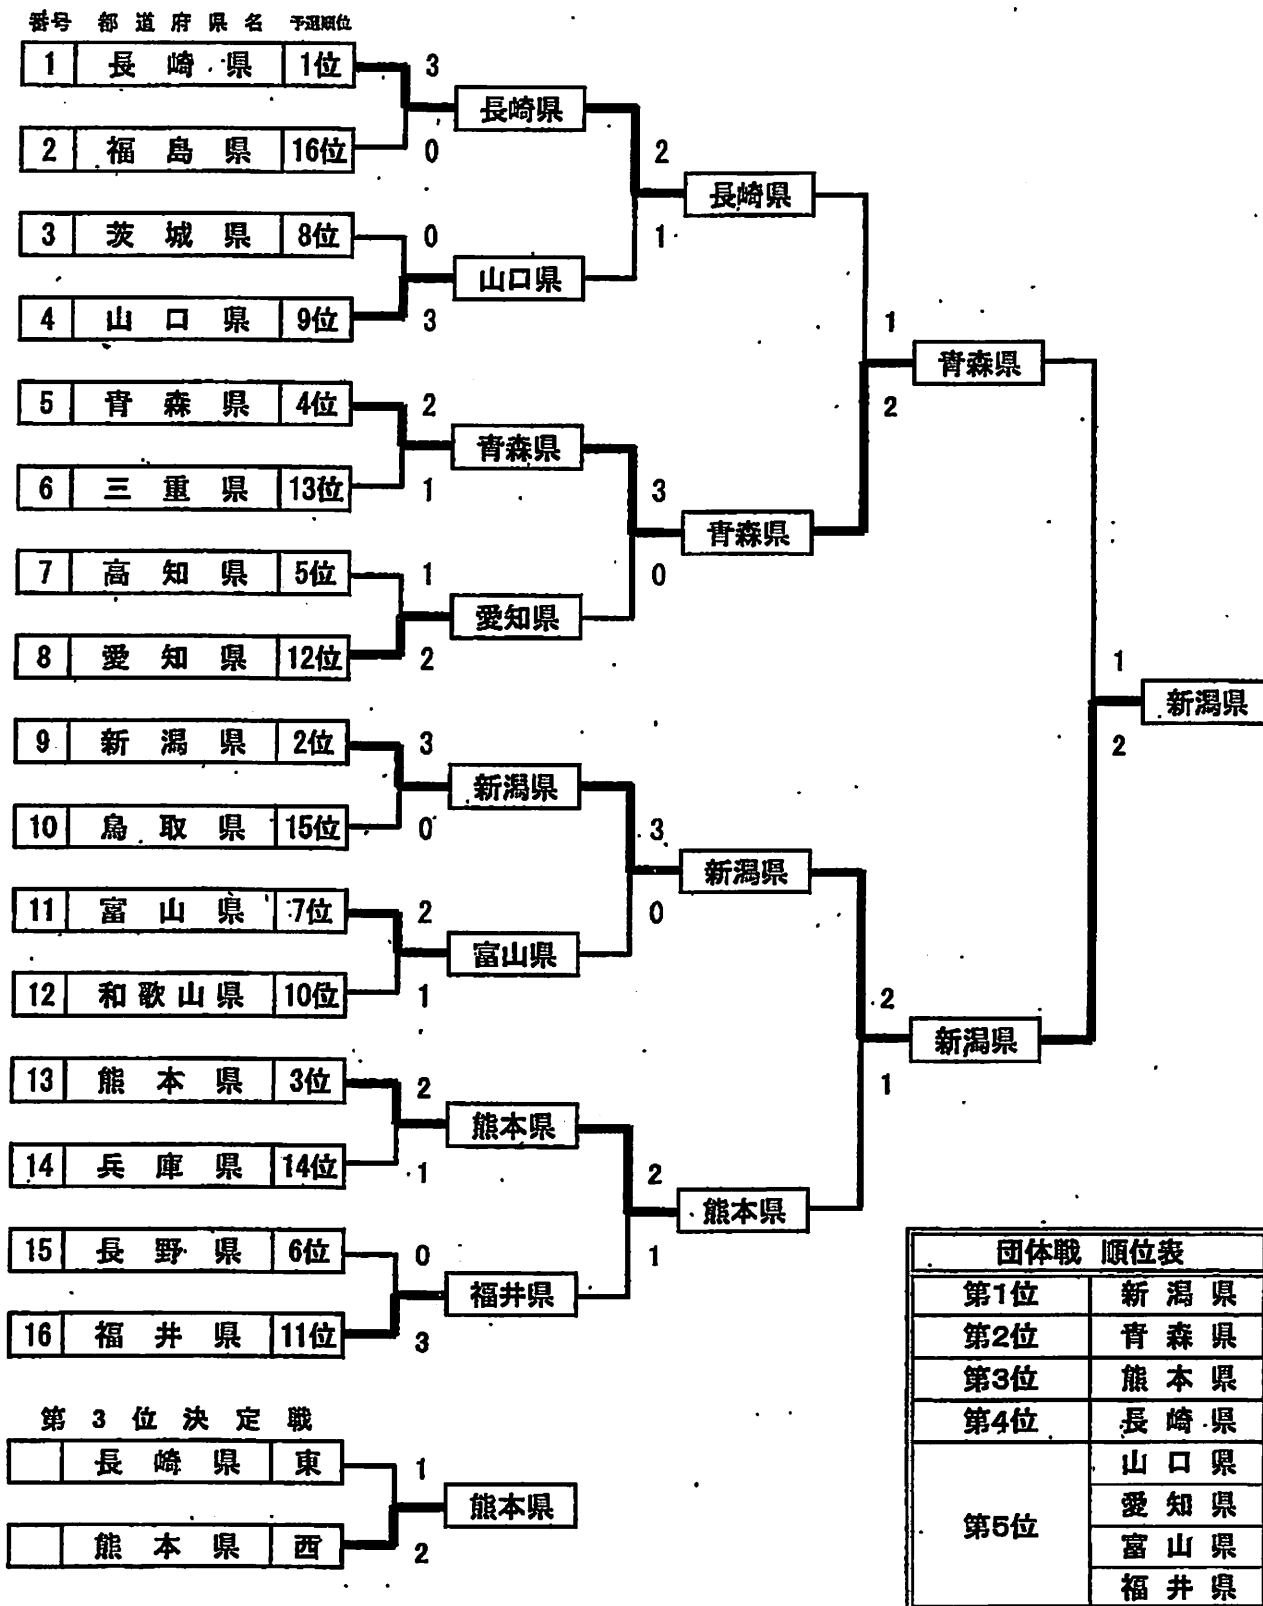 番号 都道府県名 予選順位
1 長崎県 1位
3
長崎県
2 福島県 16位
0
2
長崎県
3 茨城県 8位
0
1
山口県
4 山口県 9位
3
1
青森県
5 青森県 4位
2
2
青森県
6 三重県 13位
1
3
青森県
7 高知県 5位
1
0
愛知県
8 愛知県 12位
2
1
新潟県
9 新潟県 2位
3
2
新潟県
10 鳥取県 15位
0
3
新潟県
11 富山県 7位
2
0
富山県
12 和歌山県 10位
1
2
新潟県
13 熊本県 3位
2
1
熊本県
14 兵庫県 14位
1
2
熊本県
15 長野県 6位
0
1
福井県
16 福井県 11位
3
第3位決定戦
長崎県 東
1
熊本県
熊本県 西
2
団体戦 順位表
第1位 新潟県
第2位 青森県
第3位 熊本県
第4位 長崎県
第5位 山口県
愛知県
富山県
福井県